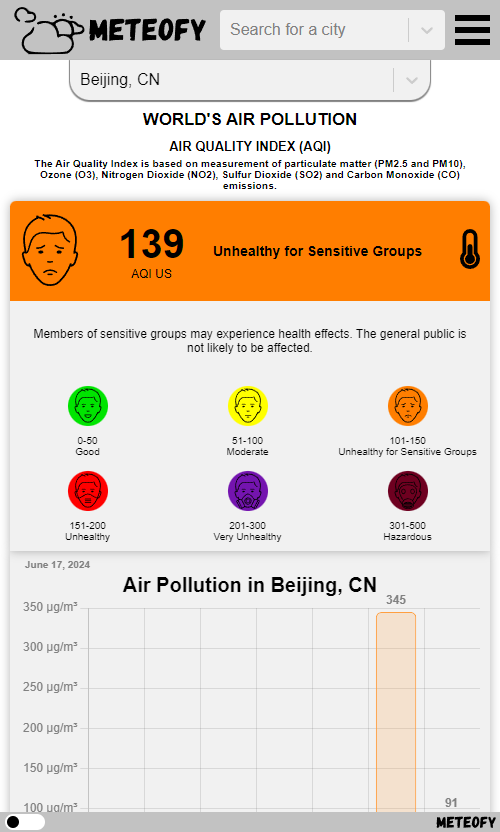 METEOFY
Search for a city
Beijing, CN
WORLD'S AIR POLLUTION
AIR QUALITY INDEX (AQI)
The Air Quality Index is based on measurement of particulate matter (PM2.5 and PM10),
Ozone (O3), Nitrogen Dioxide (NO2), Sulfur Dioxide (SO2) and Carbon Monoxide (CO)
emissions.
139
AQI US
Unhealthy for Sensitive Groups
Members of sensitive groups may experience health effects. The general public is
not likely to be affected.
0-50
Good
51-100
Moderate
101-150
Unhealthy for Sensitive Groups
151-200
Unhealthy
201-300
Very Unhealthy
301-500
Hazardous
June 17, 2024
Air Pollution in Beijing, CN
345
350 µg/m³
300 µg/m³
250 µg/m³
200 µg/m³
150 µg/m³
91
100 µg/m³
METEOFY